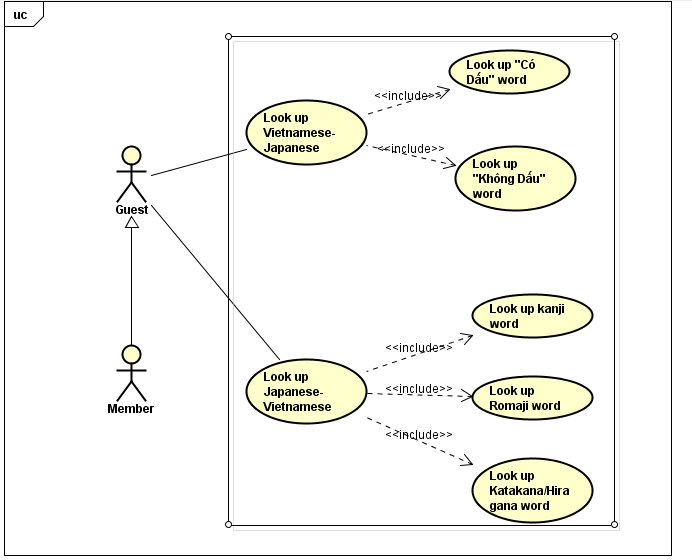 uc
Look up "Có
Dấu" word
<<include>>
Look up
Vietnamese-
Japanese
<<include>>
Look up
"Không Dấu"
word
Guest
Look up kanji
word
<<include>>
Look up
Japanese-
Vietnamese
<<include>>
Look up
Romaji word
Member
<<include>>
Look up
Katakana/Hira
gana word